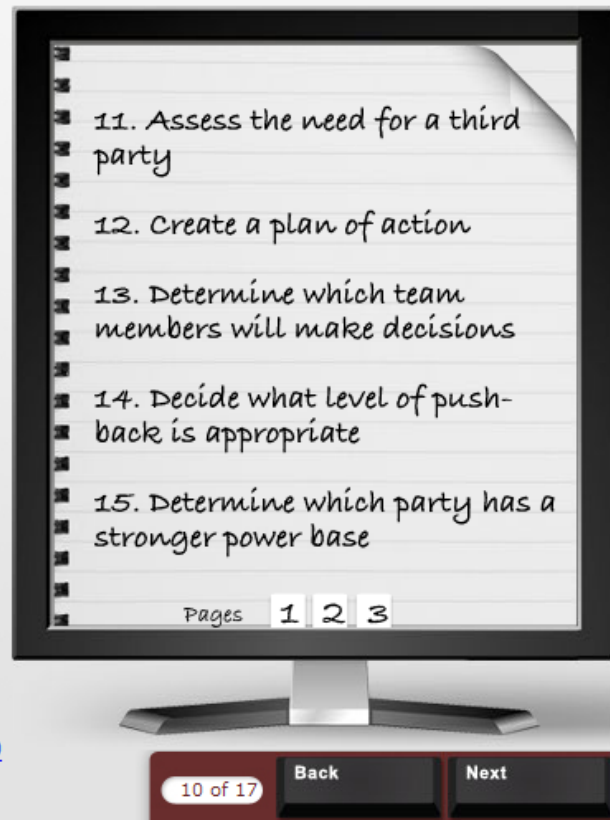 11. Assess the need for a third
party
12. Create a plan of action
13. Determine which team
members will make decisions
14. Decide what level of push-
back is appropriate
15. Determine which party has a
stronger power base
Pages 1 2 3
10 of 17 Back Next